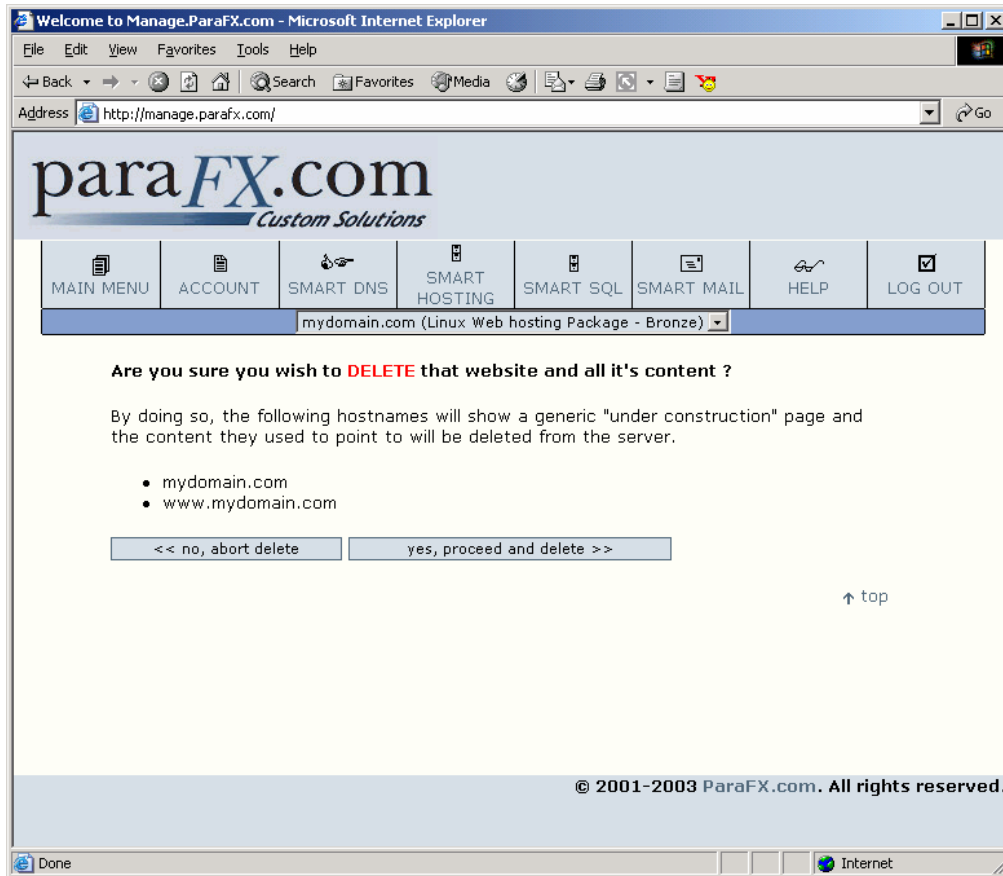 Welcome to Manage.ParaFX.com - Microsoft Internet Explorer
File Edit View Favorites Tools Help
Back Search Favorites Media
Address http://manage.parafx.com/ Go
paraFX.com
Custom Solutions
MAIN MENU ACCOUNT SMART DNS SMART HOSTING SMART SQL SMART MAIL HELP LOG OUT
mydomain.com (Linux Web hosting Package - Bronze)
Are you sure you wish to DELETE that website and all it's content ?
By doing so, the following hostnames will show a generic "under construction" page and
the content they used to point to will be deleted from the server.
• mydomain.com
• www.mydomain.com
<< no, abort delete yes, proceed and delete >>
↑ top
© 2001-2003 ParaFX.com. All rights reserved.
Done Internet